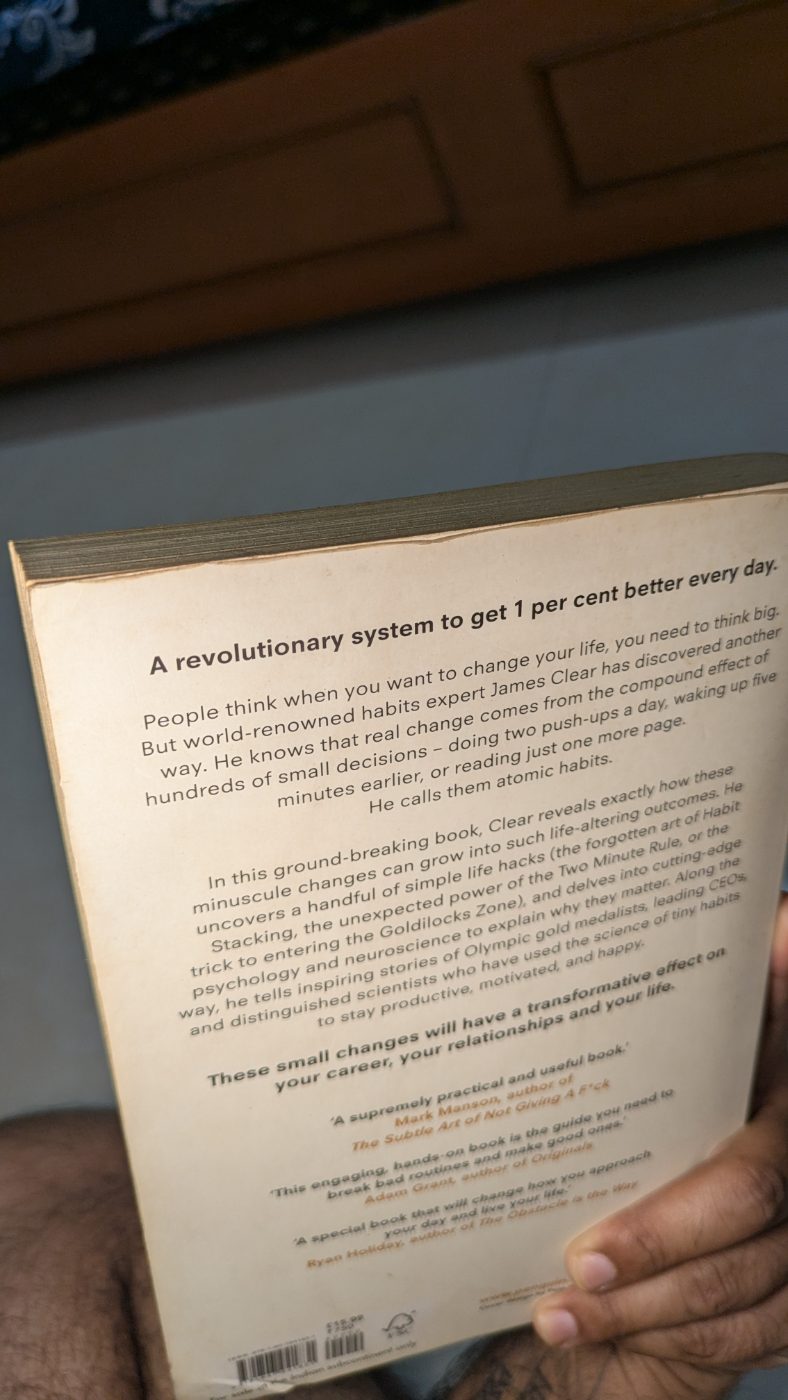 A revolutionary system to get 1 per cent better every day.
People think when you want to change your life, you need to think big.
But world-renowned habits expert James Clear has discovered another
way. He knows that real change comes from the compound effect of
hundreds of small decisions – doing two push-ups a day, waking up five
minutes earlier, or reading just one more page.
He calls them atomic habits.
In this ground-breaking book, Clear reveals exactly how these
minuscule changes can grow into such life-altering outcomes. He
uncovers a handful of simple life hacks (the forgotten art of Habit
Stacking, the unexpected power of the Two Minute Rule, or the
trick to entering the Goldilocks Zone), and delves into cutting-edge
psychology and neuroscience to explain why they matter. Along the
way, he tells inspiring stories of Olympic gold medalists, leading CEOs,
and distinguished scientists who have used the science of tiny habits
to stay productive, motivated, and happy.
These small changes will have a transformative effect on
your career, your relationships and your life.
'A supremely practical and useful book.'
Mark Manson, author of
The Subtle Art of Not Giving A F*ck
'This engaging, hands-on book is the guide you need to
break bad routines and make good ones.'
Adam Grant, author of Originals
'A special book that will change how you approach
your day and live your life.'
Ryan Holiday, author of The Obstacle is the Way
www.penguin.
FSC
sale in the Indian subcontinent only